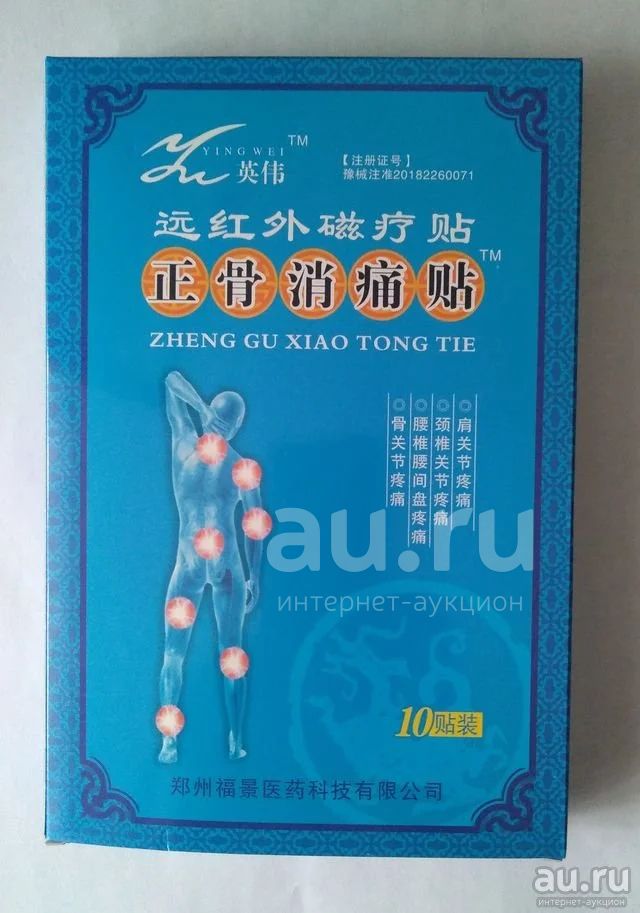 YING WEI TM
英伟
【注册证号】
豫械注准20182260071
远红外磁疗贴
正骨消痛贴TM
ZHENG GU XIAO TONG TIE
◎肩关节疼痛
◎颈椎关节疼痛
◎腰椎腰间盘疼痛
◎骨关节疼痛
au.ru
интернет-аукцион
10贴装
郑州福景医药科技有限公司
au.ru
интернет-аукцион